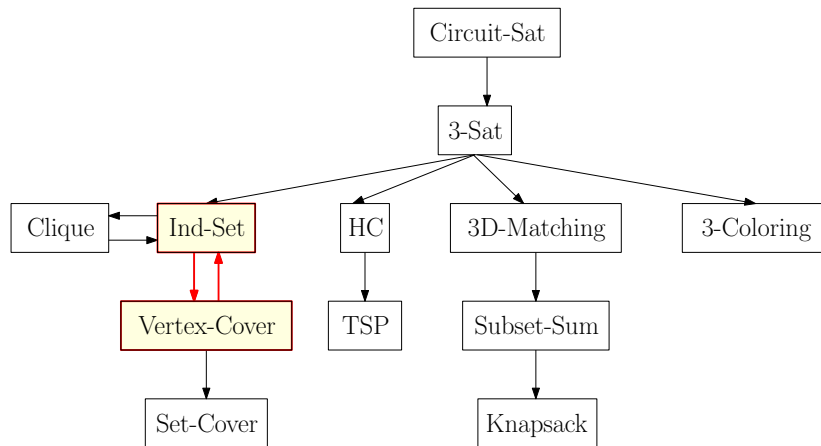 Circuit-Sat
3-Sat
Clique
Ind-Set
HC
3D-Matching
3-Coloring
Vertex-Cover
TSP
Subset-Sum
Set-Cover
Knapsack